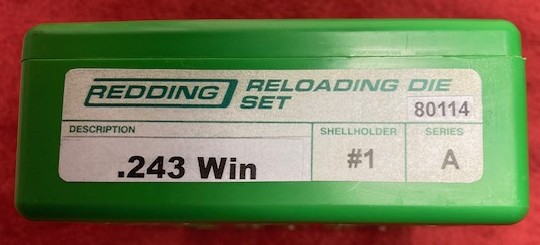 REDDING RELOADING DIE
SET
80114
DESCRIPTION SHELLHOLDER SERIES
.243 Win #1 A